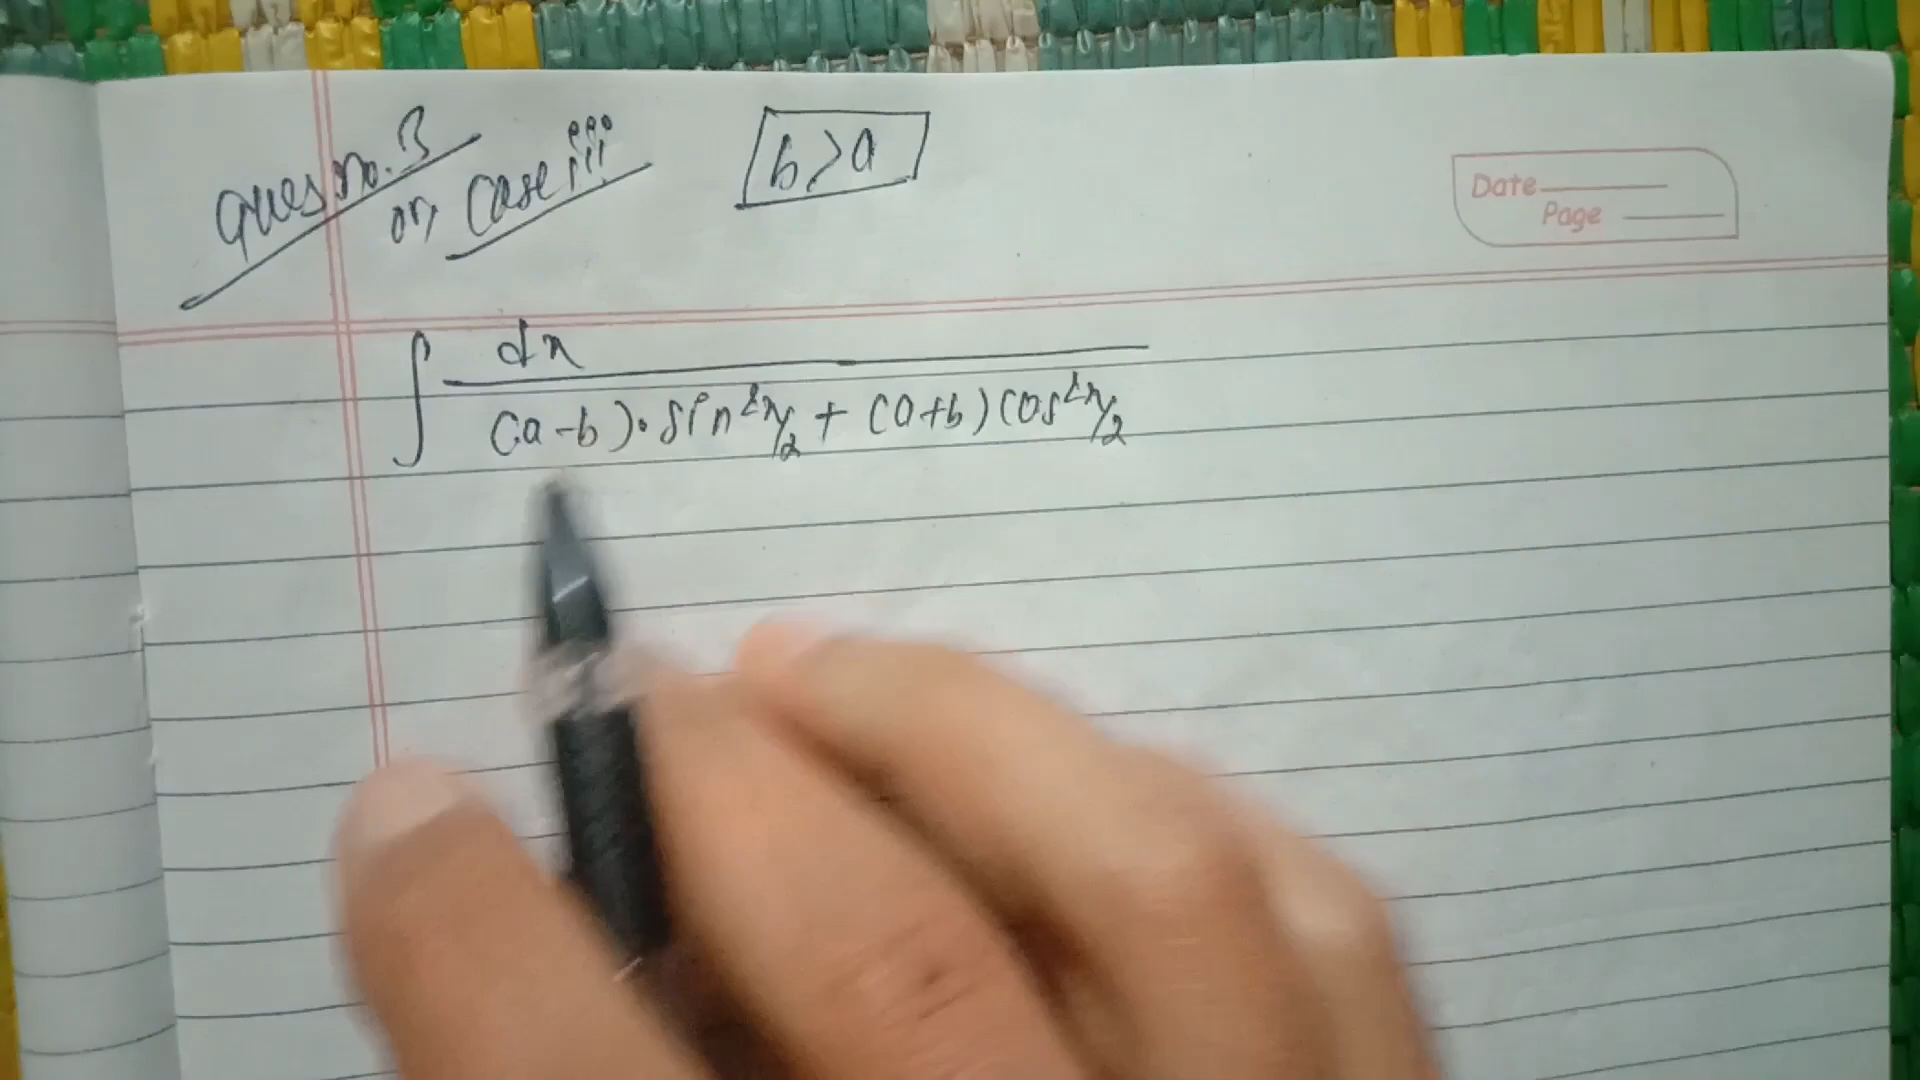 Ques no. 3
or, Case iii
b>a
Date
Page
∫ dx / (a-b).sin²x/2 + (a+b)cos²x/2